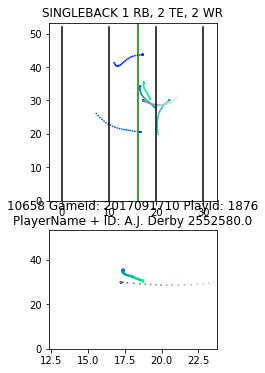 SINGLEBACK 1 RB, 2 TE, 2 WR
50
40
30
20
10
0
0 10 20 30
10658 GameId: 2017091710 PlayId: 1876
PlayerName + ID: A.J. Derby 2552580.0
40
20
0
12.5 15.0 17.5 20.0 22.5